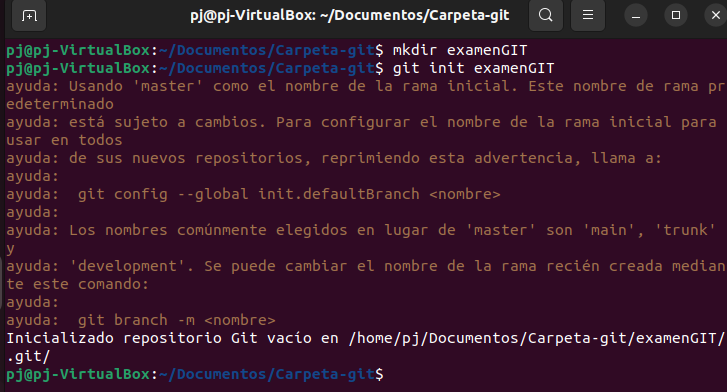 pj@pj-VirtualBox: ~/Documentos/Carpeta-git
pj@pj-VirtualBox:~/Documentos/Carpeta-git$ mkdir examenGIT
pj@pj-VirtualBox:~/Documentos/Carpeta-git$ git init examenGIT
ayuda: Usando 'master' como el nombre de la rama inicial. Este nombre de rama pr
edeterminado
ayuda: está sujeto a cambios. Para configurar el nombre de la rama inicial para
usar en todos
ayuda: de sus nuevos repositorios, reprimiendo esta advertencia, llama a:
ayuda:
ayuda:  git config --global init.defaultBranch <nombre>
ayuda:
ayuda: Los nombres comúnmente elegidos en lugar de 'master' son 'main', 'trunk'
y
ayuda: 'development'. Se puede cambiar el nombre de la rama recién creada median
te este comando:
ayuda:
ayuda:  git branch -m <nombre>
Inicializado repositorio Git vacío en /home/pj/Documentos/Carpeta-git/examenGIT/
.git/
pj@pj-VirtualBox:~/Documentos/Carpeta-git$